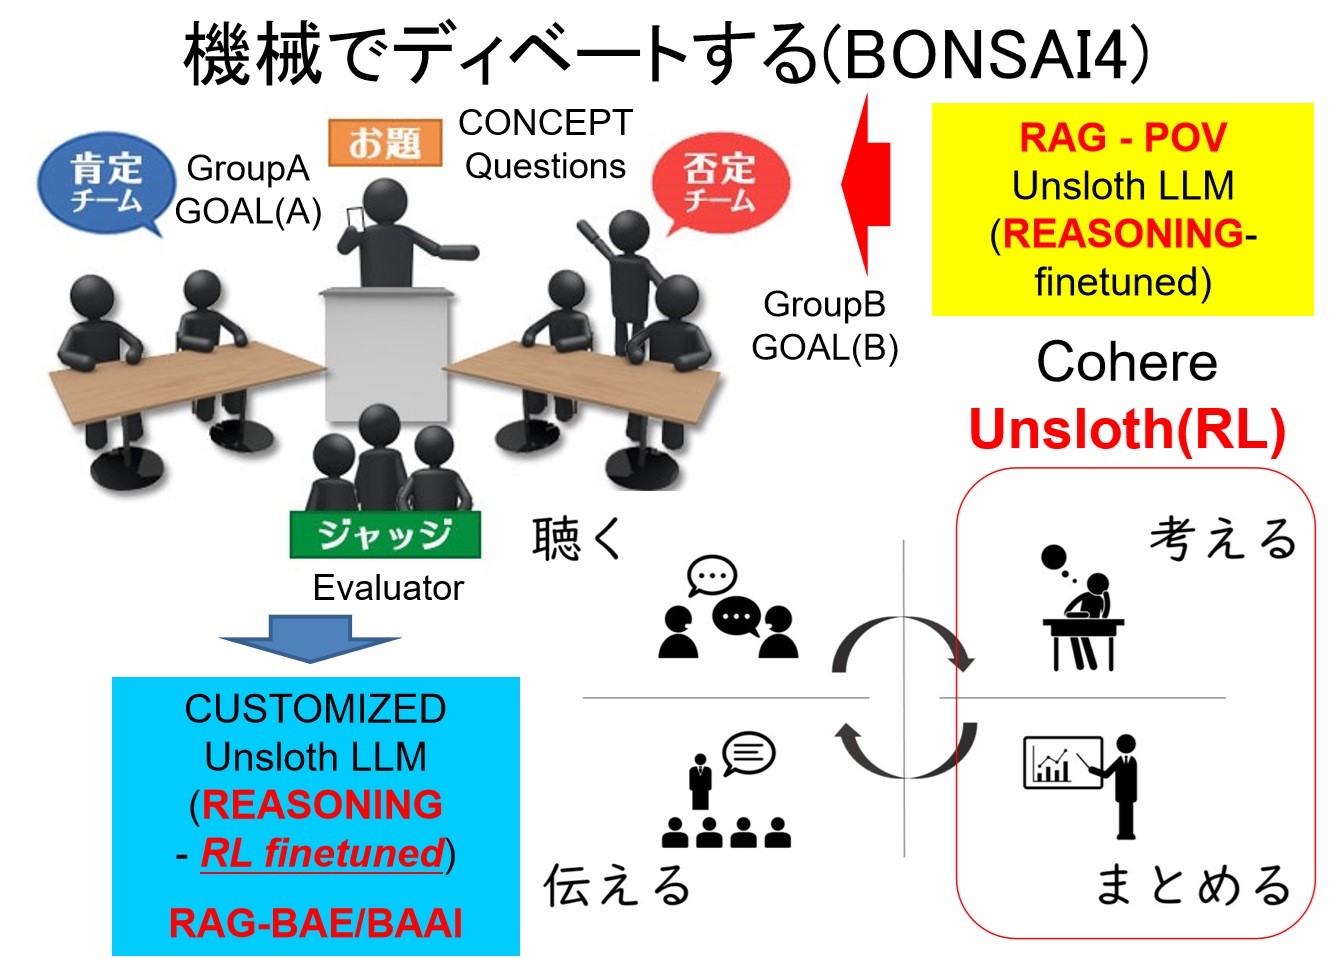 機械でディベートする(BONSAI4)
お題
CONCEPT
Questions
肯定
チーム
GroupA
GOAL(A)
否定
チーム
GroupB
GOAL(B)
RAG - POV
Unsloth LLM
(REASONING-
finetuned)
Cohere
Unsloth(RL)
ジャッジ
Evaluator
CUSTOMIZED
Unsloth LLM
(REASONING
- RL finetuned)
RAG-BAE/BAAI
聴く
考える
伝える
まとめる